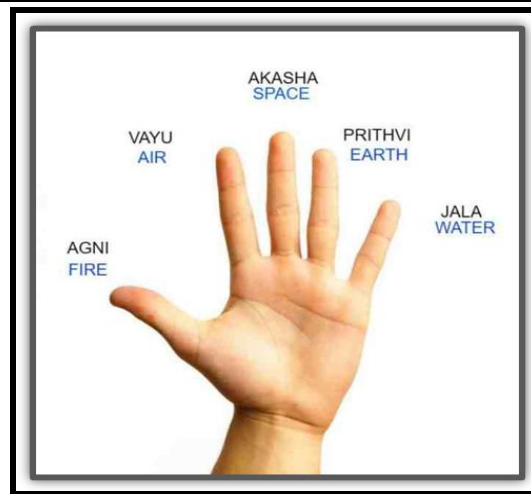 AKASHA
SPACE
VAYU
AIR
PRITHVI
EARTH
JALA
WATER
AGNI
FIRE